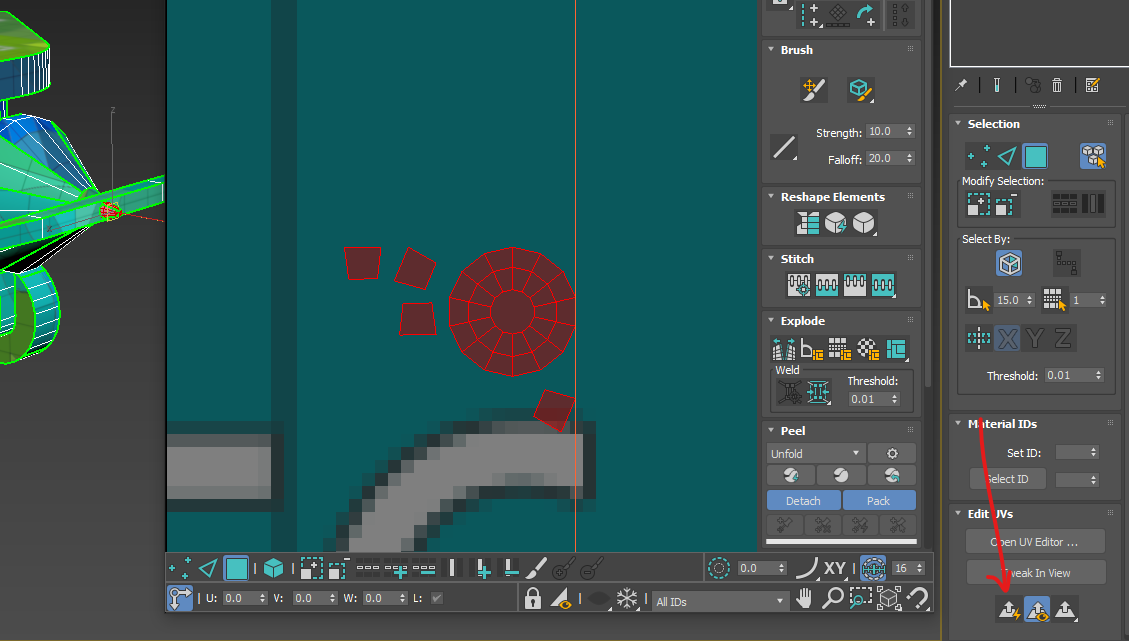 Z
Brush
Strength: 10.0
Falloff: 20.0
Reshape Elements
Stitch
Explode
Weld
Threshold:
0.01
Peel
Unfold
Detach Pack
XY
0.0 16
U: 0.0 V: 0.0 W: 0.0 L:
All IDs
Selection
Modify Selection:
Select By:
15.0 1
X Y Z
Threshold: 0.01
Material IDs
Set ID:
Select ID
Edit UVs
Open UV Editor ...
Tweak In View